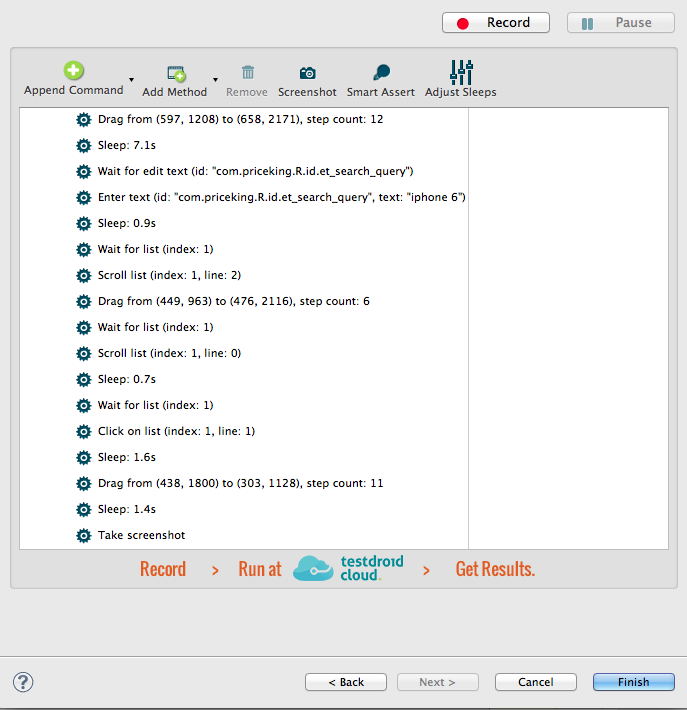 Record
Pause
Append Command
Add Method
Remove
Screenshot
Smart Assert
Adjust Sleeps
Drag from (597, 1208) to (658, 2171), step count: 12
Sleep: 7.1s
Wait for edit text (id: "com.priceking.R.id.et_search_query")
Enter text (id: "com.priceking.R.id.et_search_query", text: "iphone 6")
Sleep: 0.9s
Wait for list (index: 1)
Scroll list (index: 1, line: 2)
Drag from (449, 963) to (476, 2116), step count: 6
Wait for list (index: 1)
Scroll list (index: 1, line: 0)
Sleep: 0.7s
Wait for list (index: 1)
Click on list (index: 1, line: 1)
Sleep: 1.6s
Drag from (438, 1800) to (303, 1128), step count: 11
Sleep: 1.4s
Take screenshot
Record > Run at testdroid cloud. > Get Results.
?
< Back
Next >
Cancel
Finish